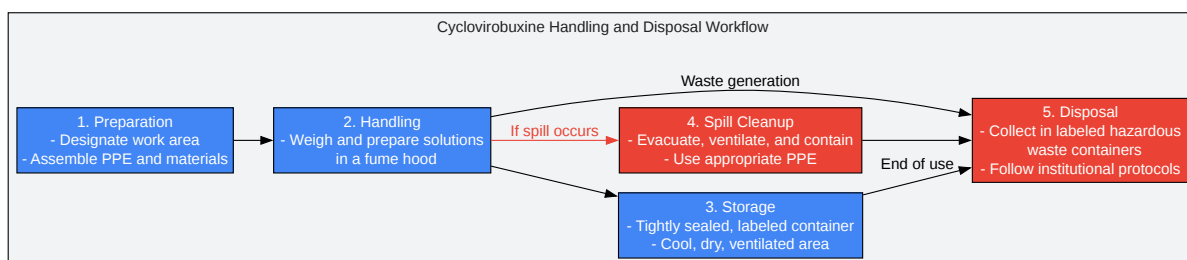 Cyclovirobuxine Handling and Disposal Workflow
Waste generation
1. Preparation
- Designate work area
- Assemble PPE and materials
2. Handling
- Weigh and prepare solutions
in a fume hood
If spill occurs
4. Spill Cleanup
- Evacuate, ventilate, and contain
- Use appropriate PPE
3. Storage
- Tightly sealed, labeled container
- Cool, dry, ventilated area
End of use
5. Disposal
- Collect in labeled hazardous
waste containers
- Follow institutional protocols